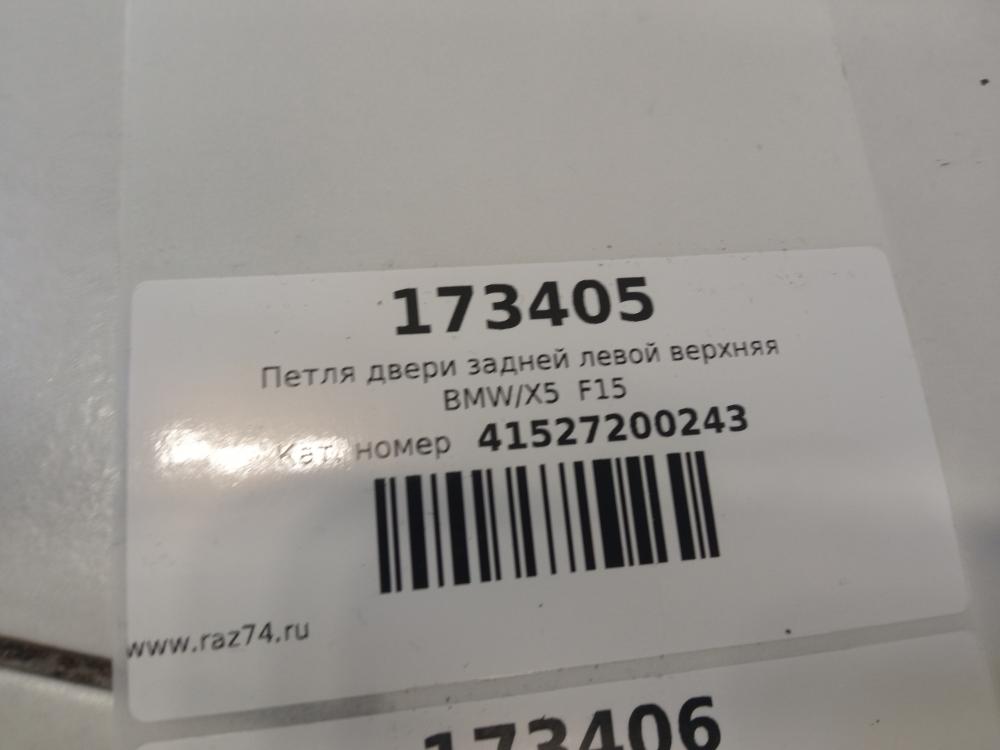 173405
Петля двери задней левой верхняя
BMW/X5 F15
Кат. номер 41527200243
www.raz74.ru
173406